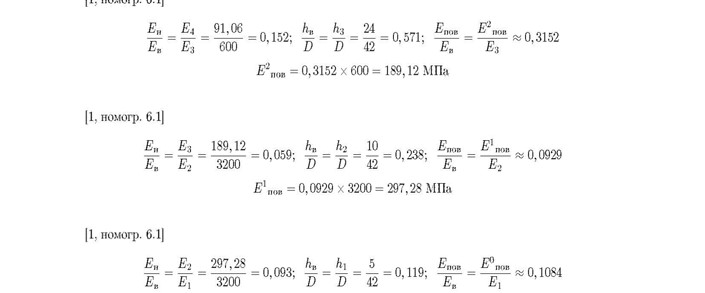 [1, номогр. 6.1]
Eн/Eв = E4/E3 = 91,06/600 = 0,152; hв/D = h3/D = 24/42 = 0,571; Eпов/Eв = E²пов/E3 ≈ 0,3152
E²пов = 0,3152 × 600 = 189,12 МПа
[1, номогр. 6.1]
Eн/Eв = E3/E2 = 189,12/3200 = 0,059; hв/D = h2/D = 10/42 = 0,238; Eпов/Eв = E¹пов/E2 ≈ 0,0929
E¹пов = 0,0929 × 3200 = 297,28 МПа
[1, номогр. 6.1]
Eн/Eв = E2/E1 = 297,28/3200 = 0,093; hв/D = h1/D = 5/42 = 0,119; Eпов/Eв = E⁰пов/E1 ≈ 0,1084